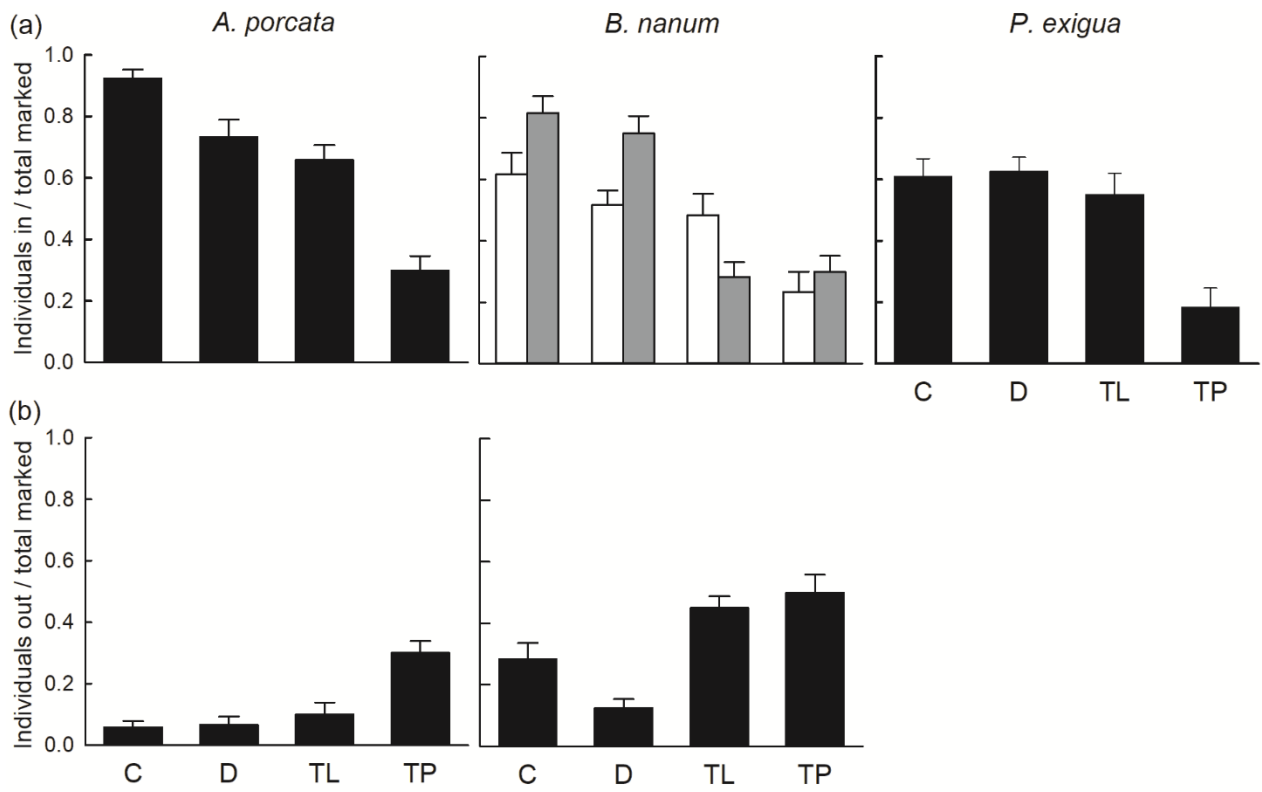 (a)
A. porcata
B. nanum
P. exigua
Individuals in / total marked
1.0
0.8
0.6
0.4
0.2
0.0
C D TL TP
(b)
Individuals out / total marked
1.0
0.8
0.6
0.4
0.2
0.0
C D TL TP
C D TL TP